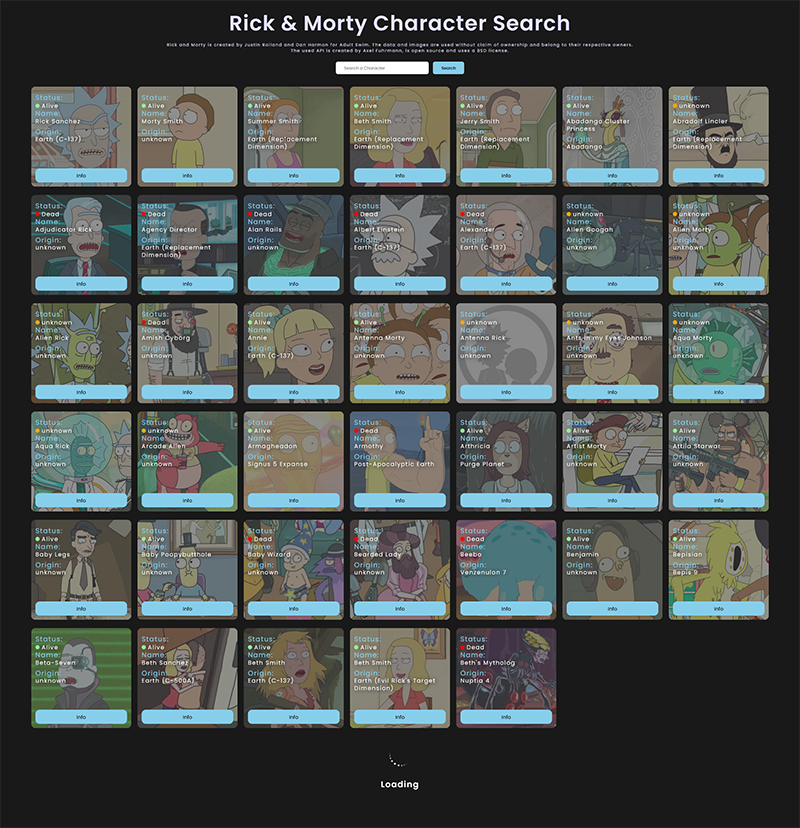 Rick & Morty Character Search
Rick and Morty is created by Justin Roiland and Dan Harmon for Adult Swim. The data and images are used without claim of ownership and belong to their respective owners.
The used API is created by Axel Fuhrmann, is open source and uses a BSD license.
Search a Character
Search
Status:
Alive
Name:
Rick Sanchez
Origin:
Earth (C-137)
Info
Status:
Alive
Name:
Morty Smith
Origin:
unknown
Info
Status:
Alive
Name:
Summer Smith
Origin:
Earth (Replacement
Dimension)
Info
Status:
Alive
Name:
Beth Smith
Origin:
Earth (Replacement
Dimension)
Info
Status:
Alive
Name:
Jerry Smith
Origin:
Earth (Replacement
Dimension)
Info
Status:
Alive
Name:
Abadango Cluster
Princess
Origin:
Abadango
Info
Status:
unknown
Name:
Abradolf Lincler
Origin:
Earth (Replacement
Dimension)
Info
Status:
Dead
Name:
Adjudicator Rick
Origin:
unknown
Info
Status:
Dead
Name:
Agency Director
Origin:
Earth (Replacement
Dimension)
Info
Status:
Dead
Name:
Alan Rails
Origin:
unknown
Info
Status:
Dead
Name:
Albert Einstein
Origin:
Earth (C-137)
Info
Status:
Dead
Name:
Alexander
Origin:
Earth (C-137)
Info
Status:
unknown
Name:
Alien Googah
Origin:
unknown
Info
Status:
unknown
Name:
Alien Morty
Origin:
unknown
Info
Status:
unknown
Name:
Alien Rick
Origin:
unknown
Info
Status:
Dead
Name:
Amish Cyborg
Origin:
unknown
Info
Status:
Alive
Name:
Annie
Origin:
Earth (C-137)
Info
Status:
Alive
Name:
Antenna Morty
Origin:
unknown
Info
Status:
unknown
Name:
Antenna Rick
Origin:
unknown
Info
Status:
unknown
Name:
Ants in my Eyes Johnson
Origin:
unknown
Info
Status:
unknown
Name:
Aqua Morty
Origin:
unknown
Info
Status:
unknown
Name:
Aqua Rick
Origin:
unknown
Info
Status:
unknown
Name:
Arcade Alien
Origin:
unknown
Info
Status:
Alive
Name:
Armagheadon
Origin:
Signus 5 Expanse
Info
Status:
Dead
Name:
Armothy
Origin:
Post-Apocalyptic Earth
Info
Status:
Alive
Name:
Arthricia
Origin:
Purge Planet
Info
Status:
Alive
Name:
Artist Morty
Origin:
unknown
Info
Status:
Alive
Name:
Attila Starwar
Origin:
unknown
Info
Status:
Alive
Name:
Baby Legs
Origin:
unknown
Info
Status:
Alive
Name:
Baby Poopybutthole
Origin:
unknown
Info
Status:
Dead
Name:
Baby Wizard
Origin:
unknown
Info
Status:
Dead
Name:
Bearded Lady
Origin:
unknown
Info
Status:
Dead
Name:
Beebo
Origin:
Venzenulon 7
Info
Status:
Alive
Name:
Benjamin
Origin:
unknown
Info
Status:
Alive
Name:
Bepisian
Origin:
Bepis 9
Info
Status:
Alive
Name:
Beta-Seven
Origin:
unknown
Info
Status:
Alive
Name:
Beth Sanchez
Origin:
Earth (C-500A)
Info
Status:
Alive
Name:
Beth Smith
Origin:
Earth (C-137)
Info
Status:
Alive
Name:
Beth Smith
Origin:
Earth (Evil Rick's Target
Dimension)
Info
Status:
Dead
Name:
Beth's Mytholog
Origin:
Nuptia 4
Info
Loading